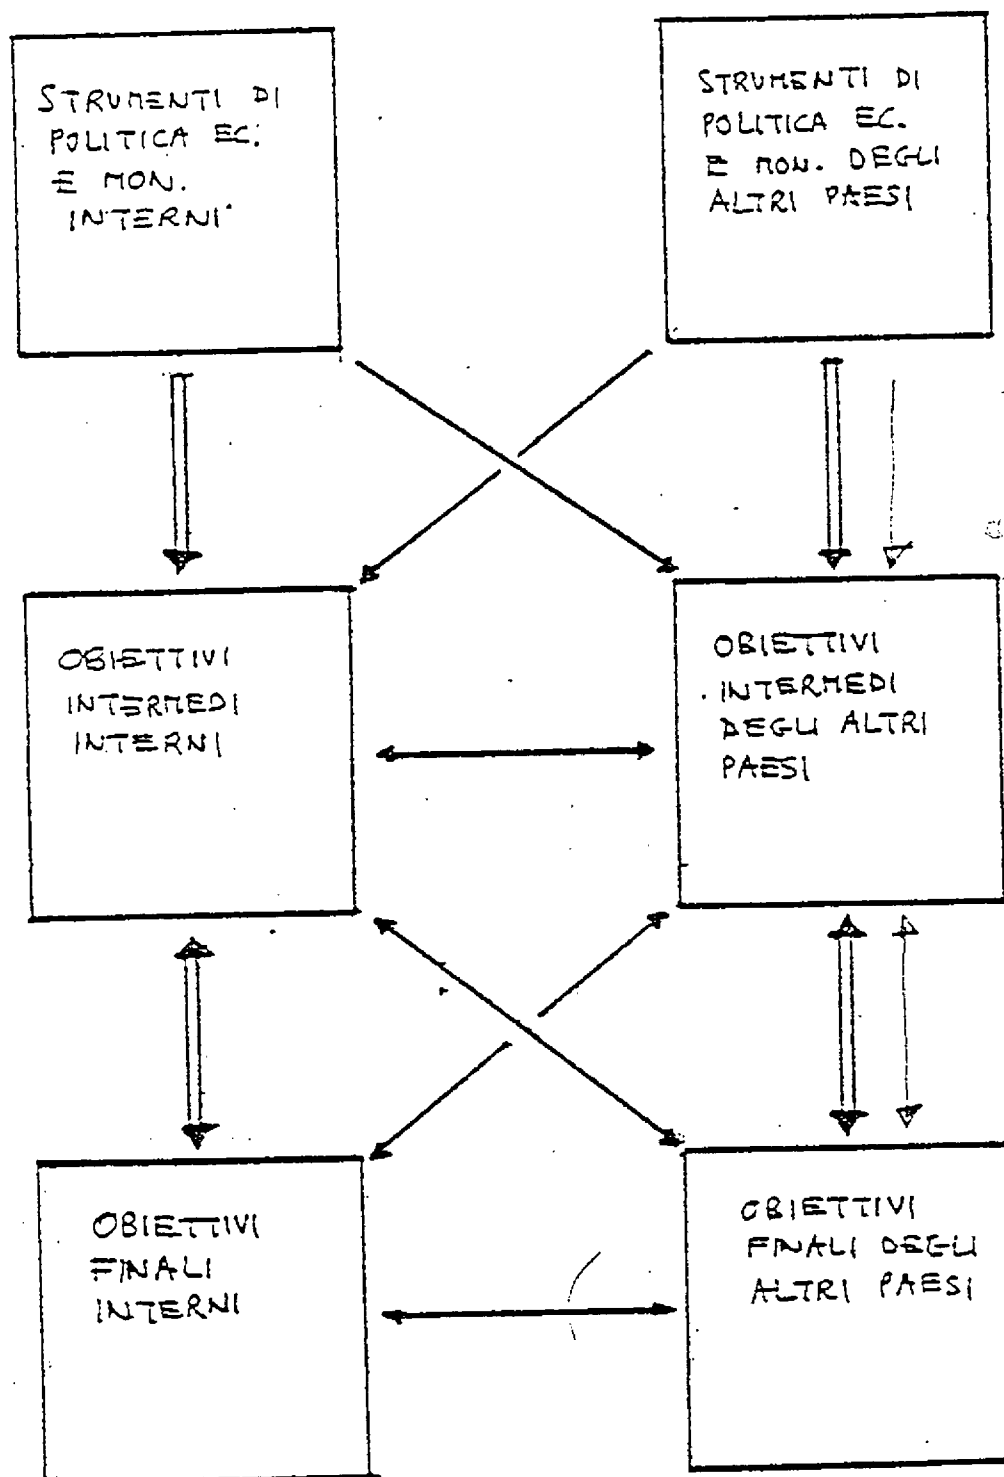 STRUMENTI DI
POLITICA EC.
E MON.
INTERNI
STRUMENTI DI
POLITICA EC.
E MON. DEGLI
ALTRI PAESI
OBIETTIVI
INTERMEDI
INTERNI
OBIETTIVI
INTERMEDI
DEGLI ALTRI
PAESI
OBIETTIVI
FINALI
INTERNI
OBIETTIVI
FINALI DEGLI
ALTRI PAESI